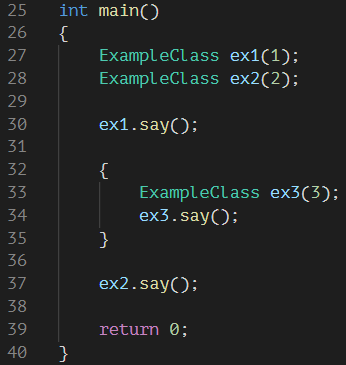 25 int main()
26 {
27     ExampleClass ex1(1);
28     ExampleClass ex2(2);
29
30     ex1.say();
31
32     {
33         ExampleClass ex3(3);
34         ex3.say();
35     }
36
37     ex2.say();
38
39     return 0;
40 }